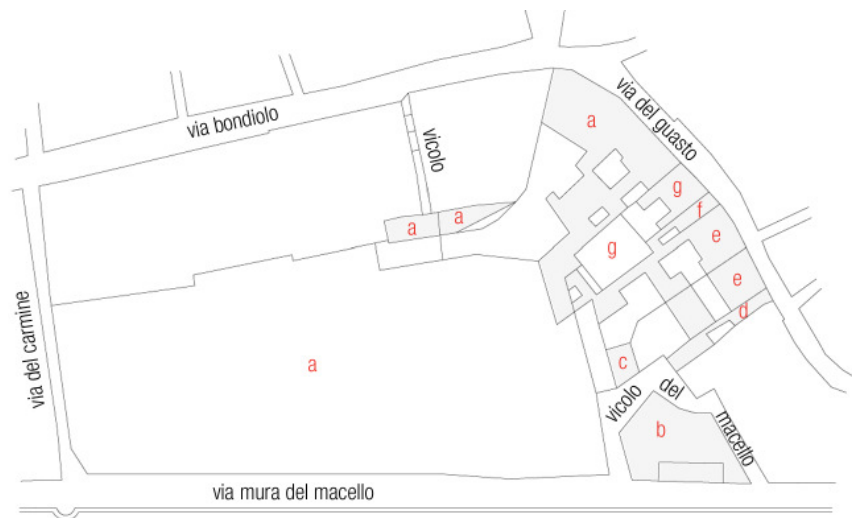 via bondiolo
vicolo
via del guasto
a
g
f
a
a
e
g
e
d
via del carmine
a
c
vicolo
del
macello
b
via mura del macello